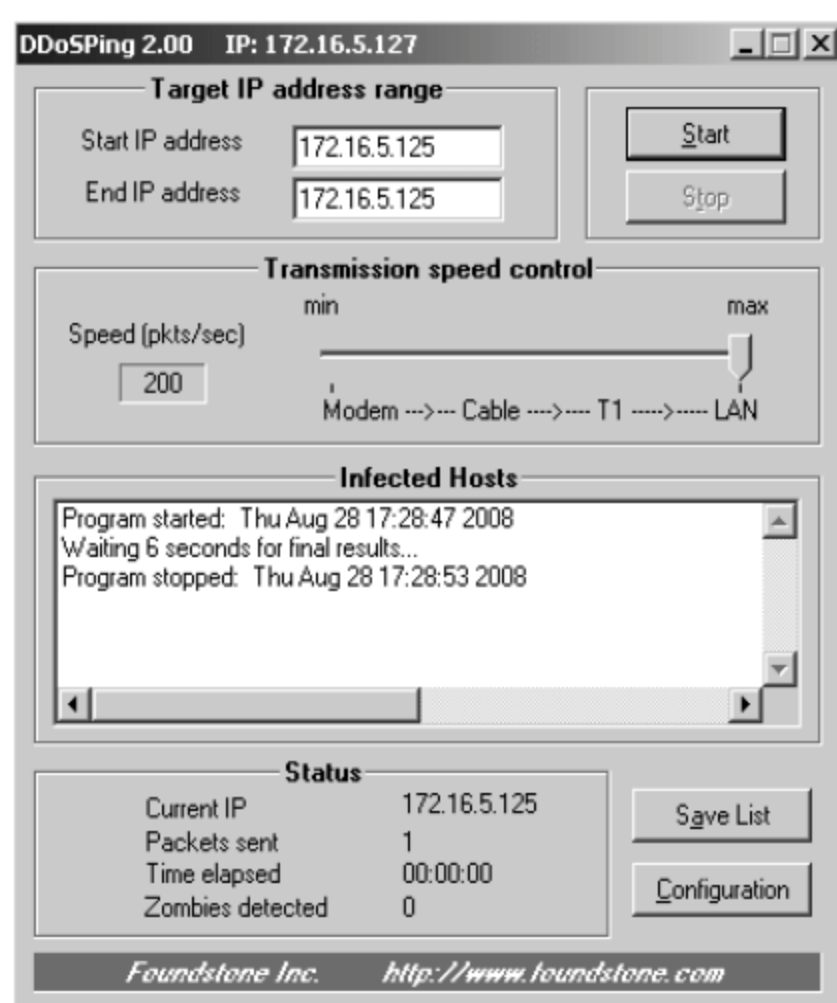 DDoSPing 2.00 IP: 172.16.5.127
Target IP address range
Start IP address 172.16.5.125
End IP address 172.16.5.125
Start
Stop
Transmission speed control
min max
Speed (pkts/sec)
200
Modem --->--- Cable ---->---- T1 ----->----- LAN
Infected Hosts
Program started: Thu Aug 28 17:28:47 2008
Waiting 6 seconds for final results...
Program stopped: Thu Aug 28 17:28:53 2008
Status
Current IP 172.16.5.125
Packets sent 1
Time elapsed 00:00:00
Zombies detected 0
Save List
Configuration
Foundstone Inc. http://www.foundstone.com